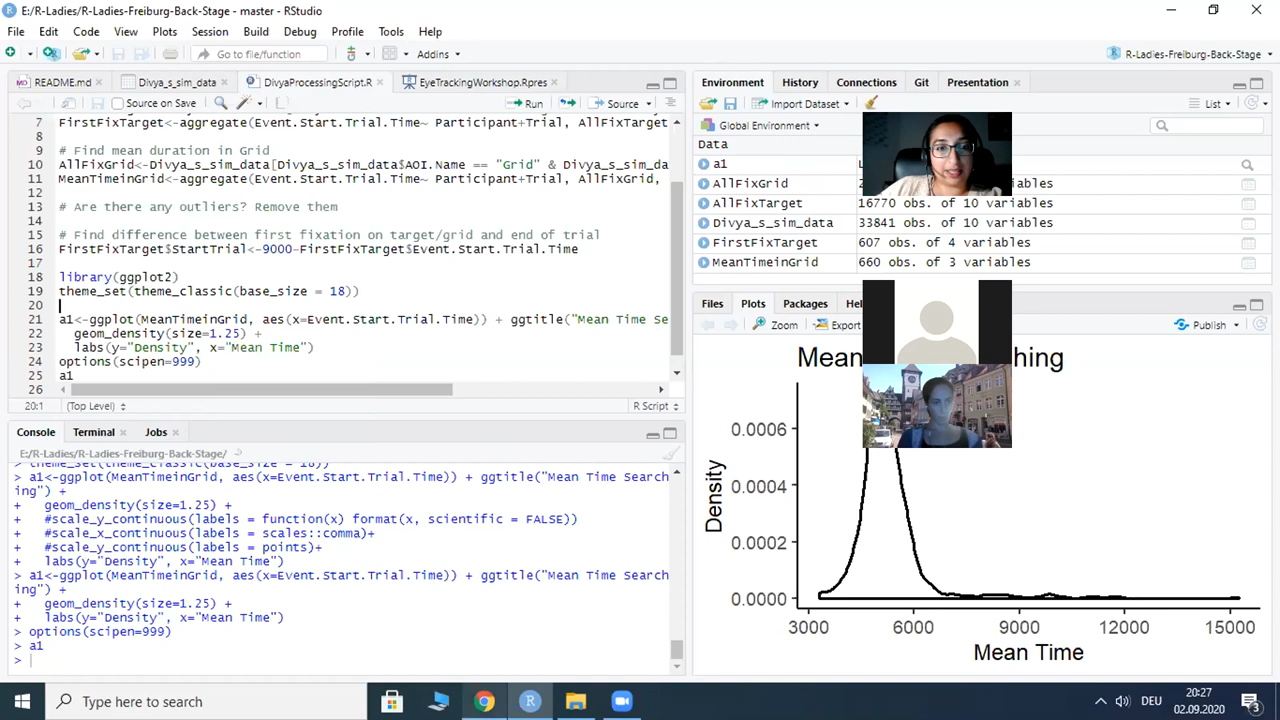 E:/R-Ladies/R-Ladies-Freiburg-Back-Stage - master - RStudio
File Edit Code View Plots Session Build Debug Profile Tools Help
Go to file/function Addins R-Ladies-Freiburg-Back-Stage
README.md Divya_s_sim_data DivyaProcessingScript.R EyeTrackingWorkshop.Rpres
Source on Save Run Source
7 FirstFixTarget<-aggregate(Event.Start.Trial.Time~ Participant+Trial, AllFixTarget
8
9 # Find mean duration in Grid
10 AllFixGrid<-Divya_s_sim_data[Divya_s_sim_data$AOI.Name == "Grid" & Divya_s_sim_da
11 MeanTimeinGrid<-aggregate(Event.Start.Trial.Time~ Participant+Trial, AllFixGrid,
12
13 # Are there any outliers? Remove them
14
15 # Find difference between first fixation on target/grid and end of trial
16 FirstFixTarget$StartTrial<-9000-FirstFixTarget$Event.Start.Trial.Time
17
18 library(ggplot2)
19 theme_set(theme_classic(base_size = 18))
20
21 a1<-ggplot(MeanTimeinGrid, aes(x=Event.Start.Trial.Time)) + ggtitle("Mean Time Se
22 geom_density(size=1.25) +
23 labs(y="Density", x="Mean Time")
24 options(scipen=999)
25 a1
26
20:1 (Top Level) R Script
Console Terminal Jobs
E:/R-Ladies/R-Ladies-Freiburg-Back-Stage/
> theme_set(theme_classic(base_size = 18))
> a1<-ggplot(MeanTimeinGrid, aes(x=Event.Start.Trial.Time)) + ggtitle("Mean Time Search
ing") +
+ geom_density(size=1.25) +
+ #scale_y_continuous(labels = function(x) format(x, scientific = FALSE))
+ #scale_x_continuous(labels = scales::comma)+
+ #scale_y_continuous(labels = points)+
+ labs(y="Density", x="Mean Time")
> a1<-ggplot(MeanTimeinGrid, aes(x=Event.Start.Trial.Time)) + ggtitle("Mean Time Search
ing") +
+ geom_density(size=1.25) +
+ labs(y="Density", x="Mean Time")
> options(scipen=999)
> a1
>
Environment History Connections Git Presentation
Import Dataset List
Global Environment
Data
a1
AllFixGrid variables
AllFixTarget 16770 obs. of 10 variables
Divya_s_sim_data 33841 obs. of 10 variables
FirstFixTarget 607 obs. of 4 variables
MeanTimeinGrid 660 obs. of 3 variables
Files Plots Packages
Zoom Export Publish
Mean hing
0.0006
0.0004
0.0002
0.0000
Density
3000 6000 9000 12000 15000
Mean Time
Type here to search
DEU 20:27
02.09.2020
3